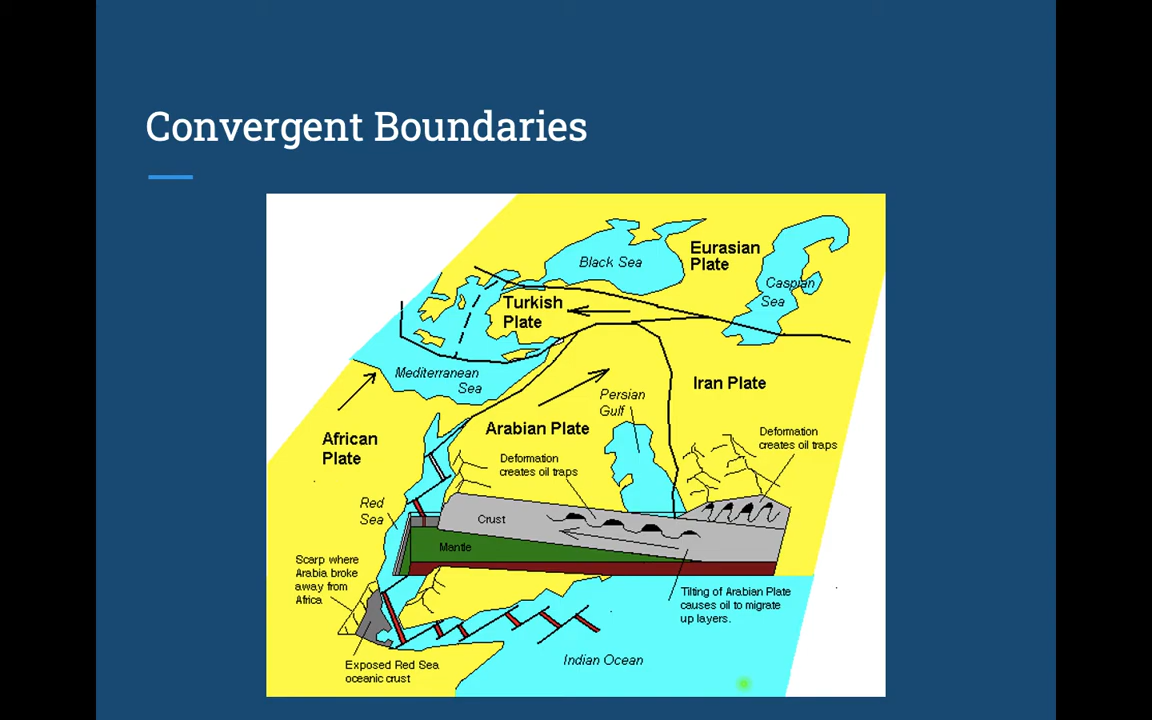 Convergent Boundaries
Eurasian
Plate
Black Sea
Caspian
Sea
Turkish
Plate
Mediterranean
Sea
Iran Plate
Persian
Gulf
African
Plate
Arabian Plate
Deformation
creates oil traps
Deformation
creates oil traps
Red
Sea
Crust
Mantle
Scarp where
Arabia broke
away from
Africa
Tilting of Arabian Plate
causes oil to migrate
up layers.
Exposed Red Sea
oceanic crust
Indian Ocean